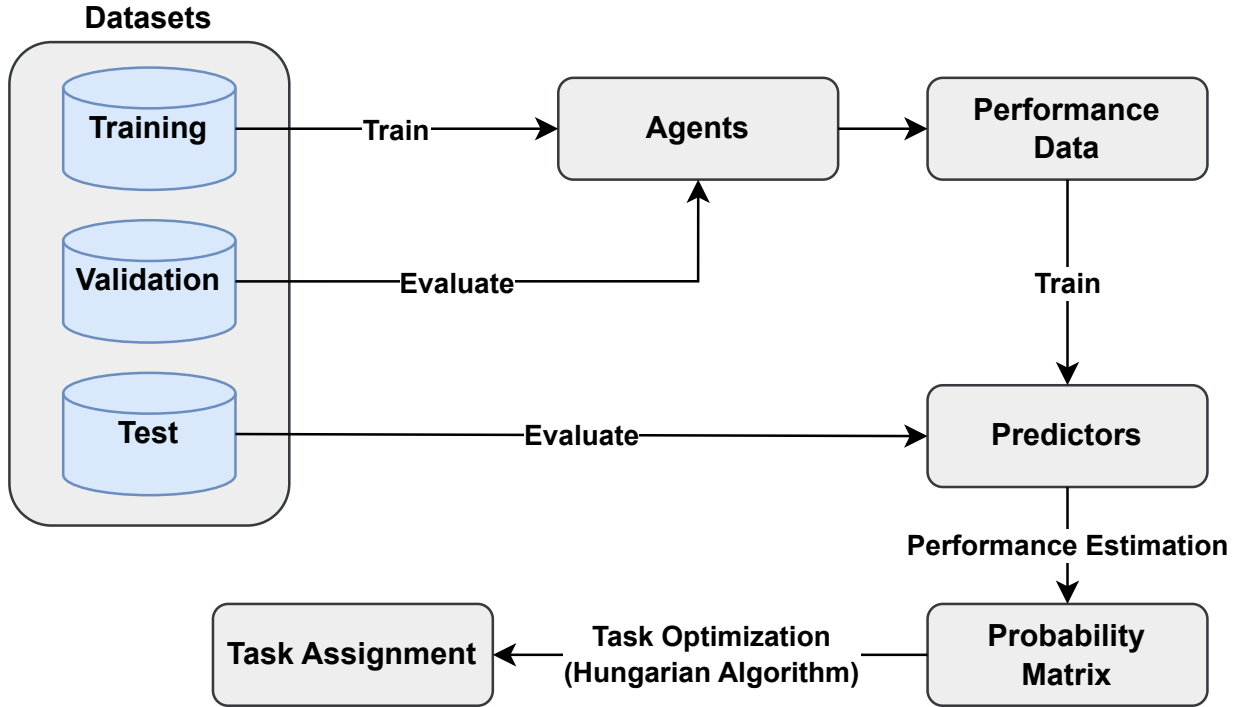 Datasets
Training
Train
Agents
Performance
Data
Validation
Evaluate
Train
Test
Evaluate
Predictors
Performance Estimation
Task Assignment
Task Optimization
(Hungarian Algorithm)
Probability
Matrix